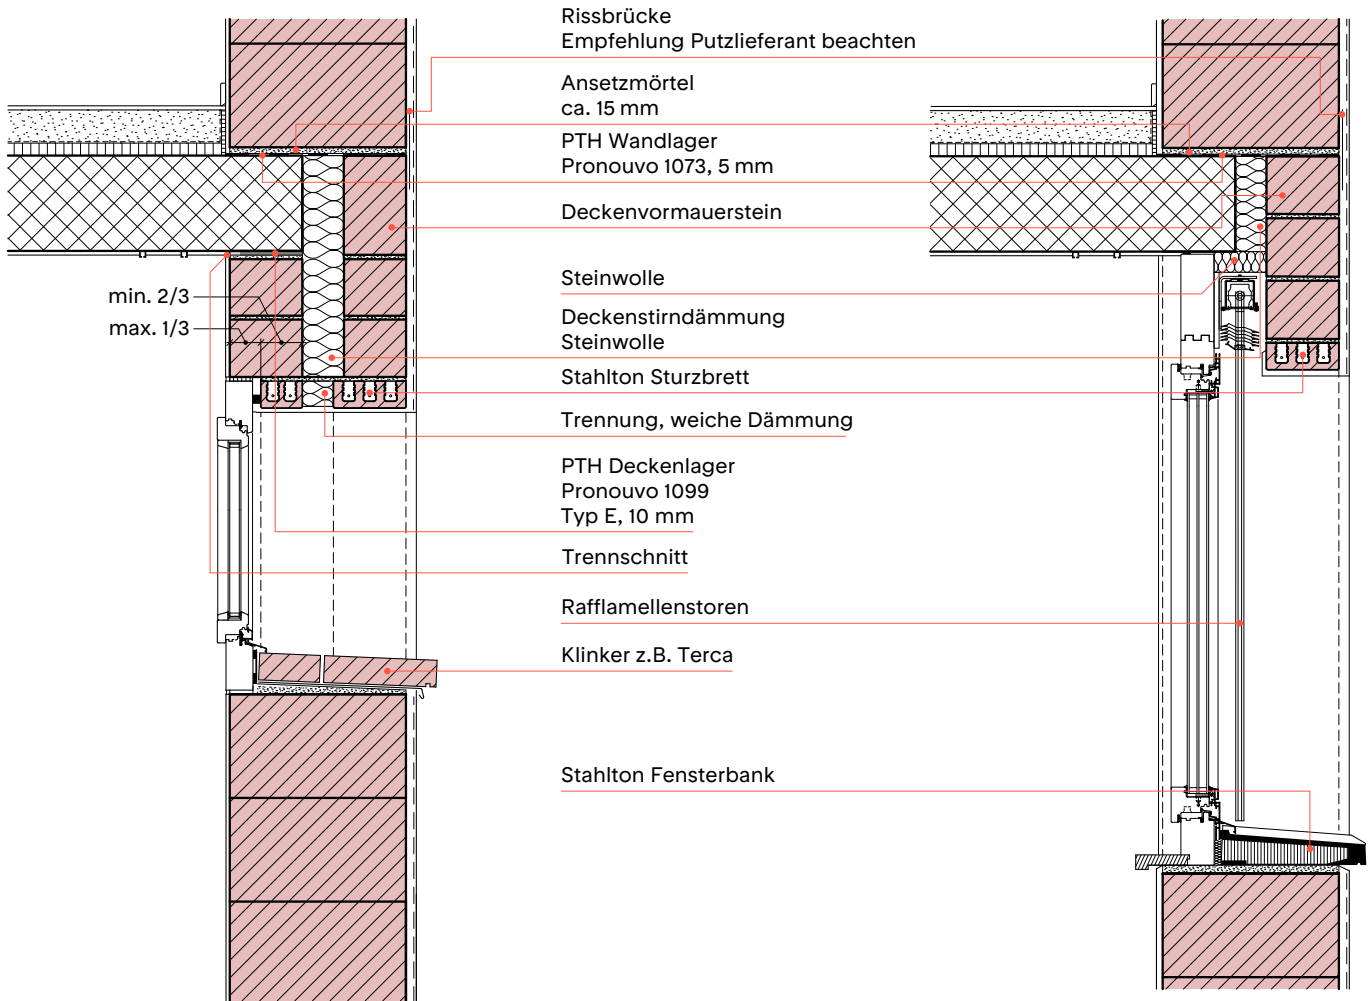 Rissbrücke
Empfehlung Putzlieferant beachten
Ansetzmörtel
ca. 15 mm
PTH Wandlager
Pronouvo 1073, 5 mm
Deckenvormauerstein
Steinwolle
min. 2/3
max. 1/3
Deckenstirndämmung
Steinwolle
Stahlton Sturzbrett
Trennung, weiche Dämmung
PTH Deckenlager
Pronouvo 1099
Typ E, 10 mm
Trennschnitt
Rafflamellenstoren
Klinker z.B. Terca
Stahlton Fensterbank